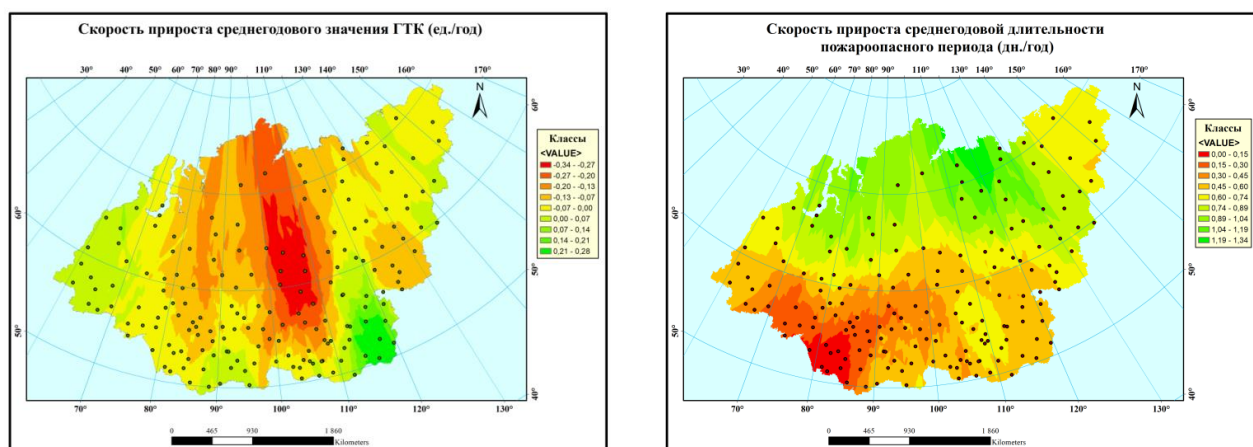 Скорость прироста среднегодового значения ГТК (ед./год)
30° 40° 50° 60° 70° 80° 90° 110° 130° 140° 150° 160° 170°
N
60°
Классы
<VALUE>
-0,34 - -0,27
-0,27 - -0,20
-0,20 - -0,13
-0,13 - -0,07
-0,07 - 0,00
0,00 - 0,07
0,07 - 0,14
0,14 - 0,21
0,21 - 0,28
60°
50°
50°
40°
70° 80° 90° 100° 110° 120° 130°
0 465 930 1 860
Kilometers
Скорость прироста среднегодовой длительности
пожароопасного периода (дн./год)
30° 40° 50° 60° 70° 80° 90° 110° 130° 140° 150° 160° 170°
N
60°
Классы
<VALUE>
0,00 - 0,15
0,15 - 0,30
0,30 - 0,45
0,45 - 0,60
0,60 - 0,74
0,74 - 0,89
0,89 - 1,04
1,04 - 1,19
1,19 - 1,34
60°
50°
50°
40°
70° 80° 90° 100° 110° 120° 130°
0 465 930 1 860
Kilometers